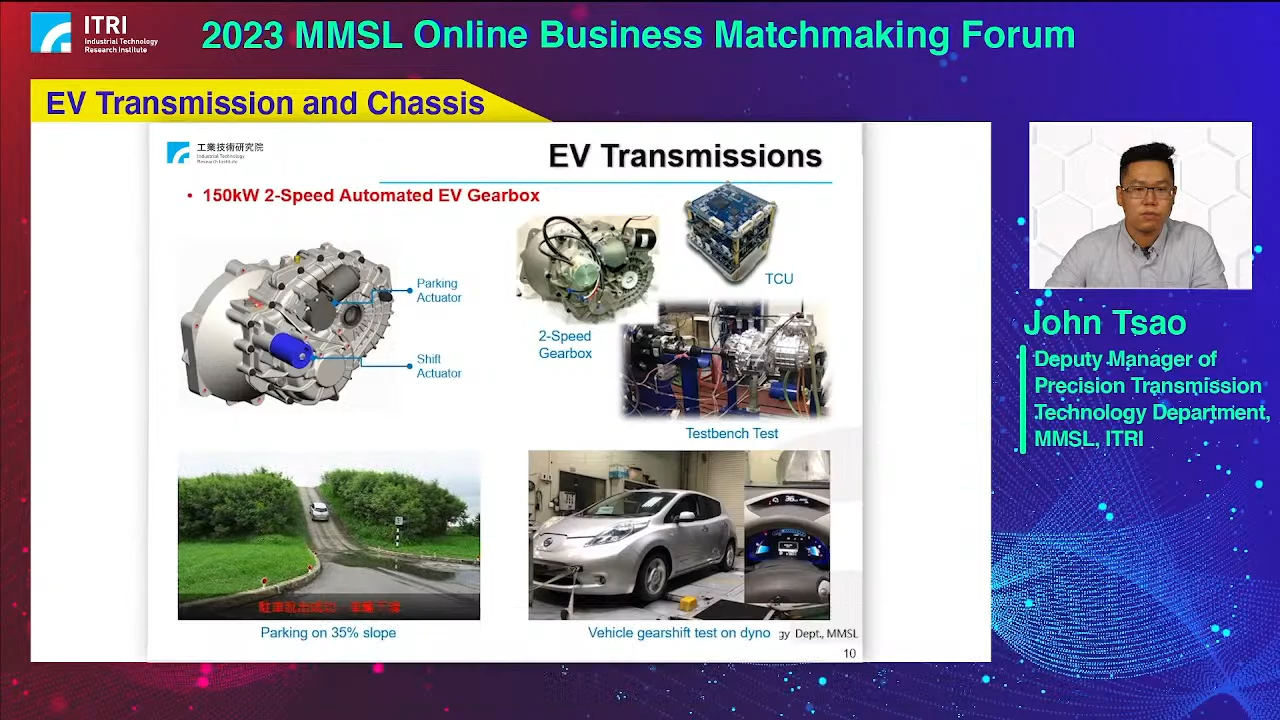 ITRI
Industrial Technology
Research Institute
2023 MMSL Online Business Matchmaking Forum
EV Transmission and Chassis
工業技術研究院
Industrial Technology
Research Institute
EV Transmissions
• 150kW 2-Speed Automated EV Gearbox
Parking
Actuator
Shift
Actuator
2-Speed
Gearbox
TCU
Testbench Test
Parking on 35% slope
Vehicle gearshift test on dyno
gy Dept., MMSL
10
John Tsao
Deputy Manager of
Precision Transmission
Technology Department,
MMSL, ITRI